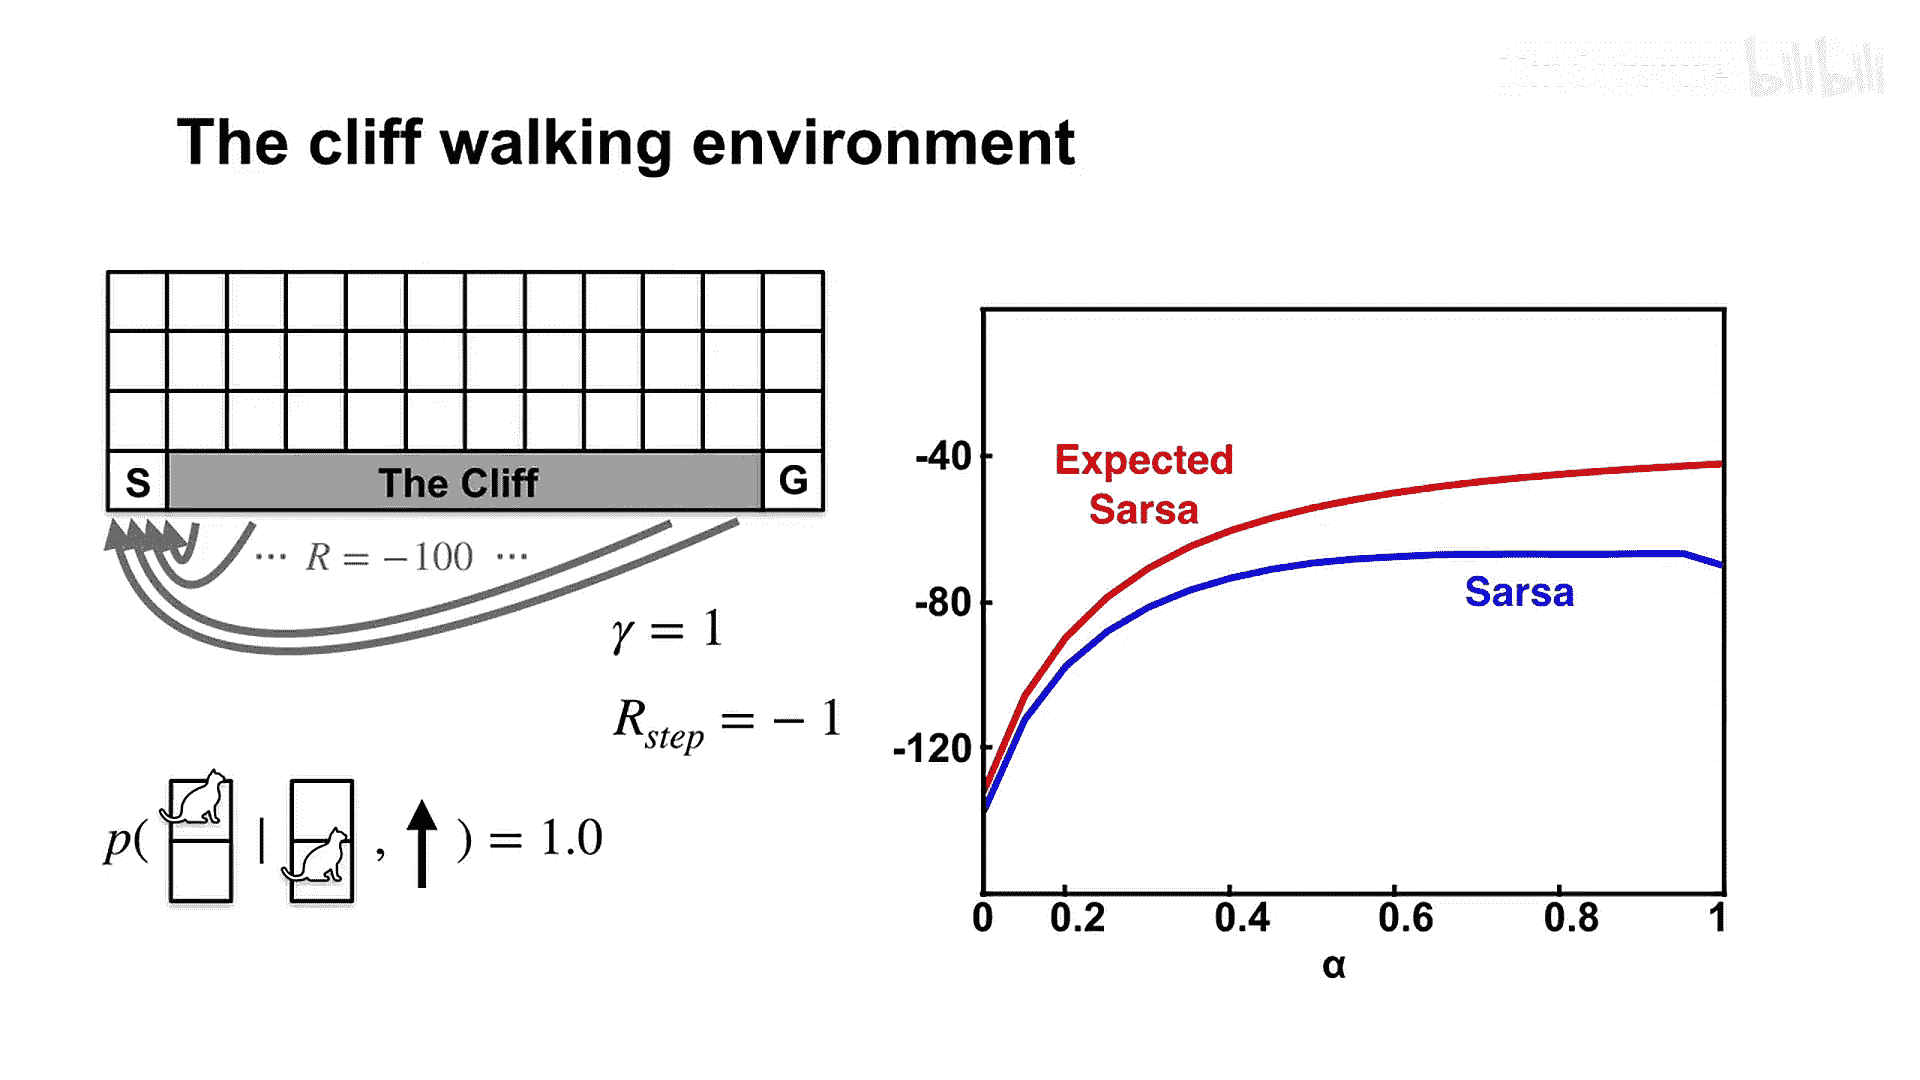 The cliff walking environment
S
The Cliff
G
... R = −100 ...
γ = 1
R_step = − 1
p( | , ) = 1.0
-40
-80
-120
Expected
Sarsa
Sarsa
0 0.2 0.4 0.6 0.8 1
α
bilibili